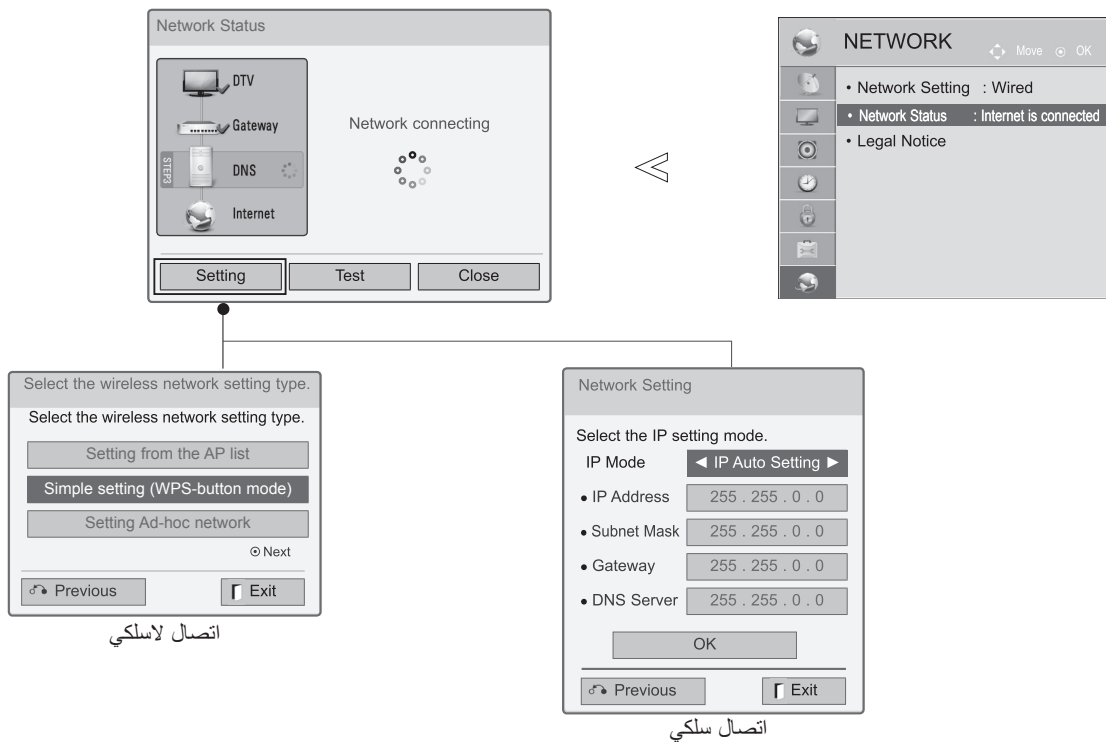 Network Status
DTV
Gateway
STEP3
DNS
Internet
Network connecting
Setting
Test
Close
NETWORK
Move
OK
• Network Setting : Wired
• Network Status : Internet is connected
• Legal Notice
Select the wireless network setting type.
Select the wireless network setting type.
Setting from the AP list
Simple setting (WPS-button mode)
Setting Ad-hoc network
Next
Previous
Exit
اتصال لاسلكي
Network Setting
Select the IP setting mode.
IP Mode ◄ IP Auto Setting ►
• IP Address 255 . 255 . 0 . 0
• Subnet Mask 255 . 255 . 0 . 0
• Gateway 255 . 255 . 0 . 0
• DNS Server 255 . 255 . 0 . 0
OK
Previous
Exit
اتصال سلكي